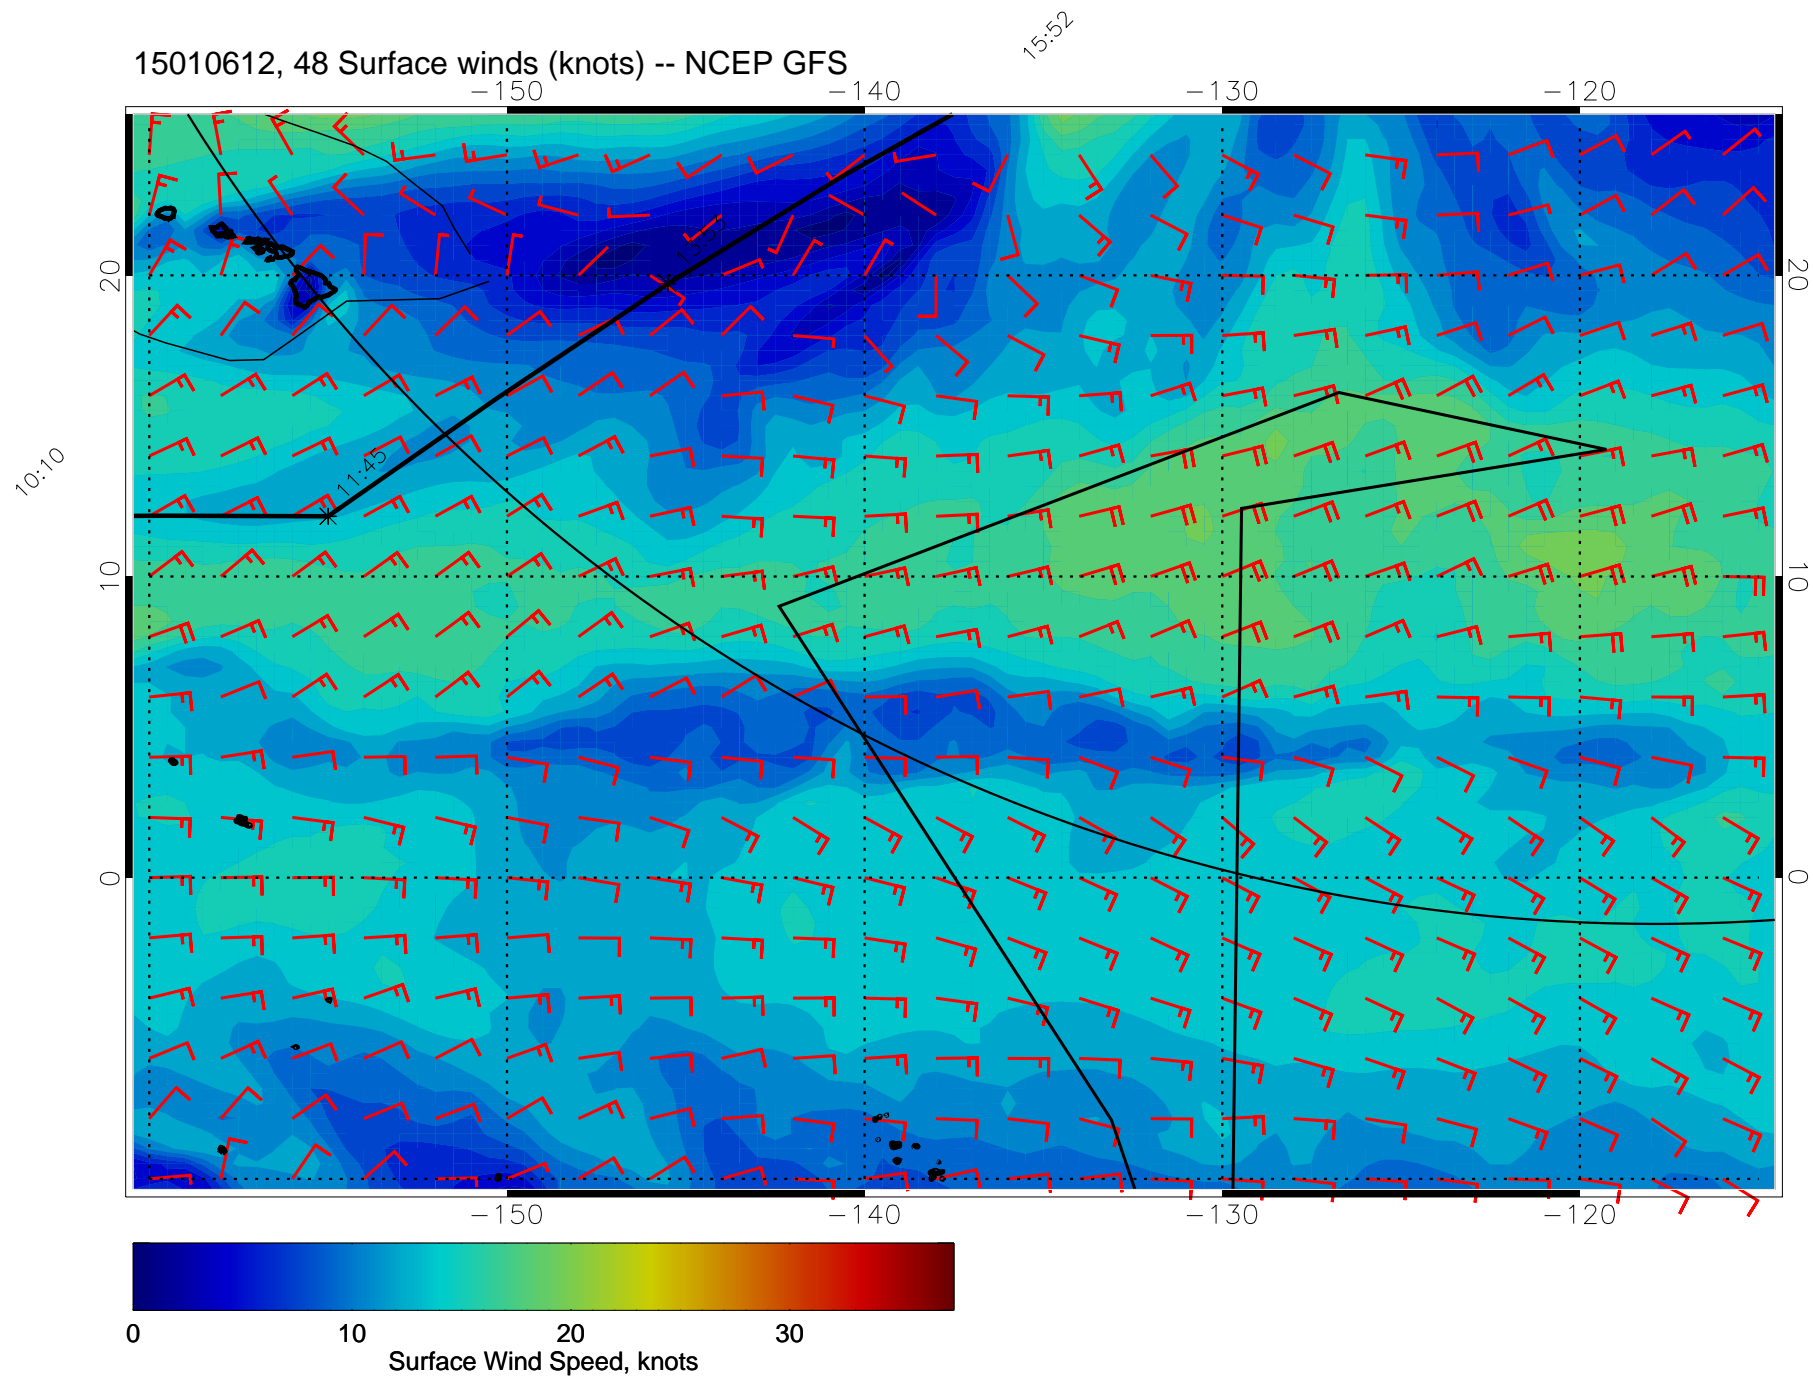 15:52
15010612, 48 Surface winds (knots) -- NCEP GFS
-150 -140 -130 -120
20 20
11:45
10:10
10 10
0 0
-150 -140 -130 -120
0 10 20 30
Surface Wind Speed, knots